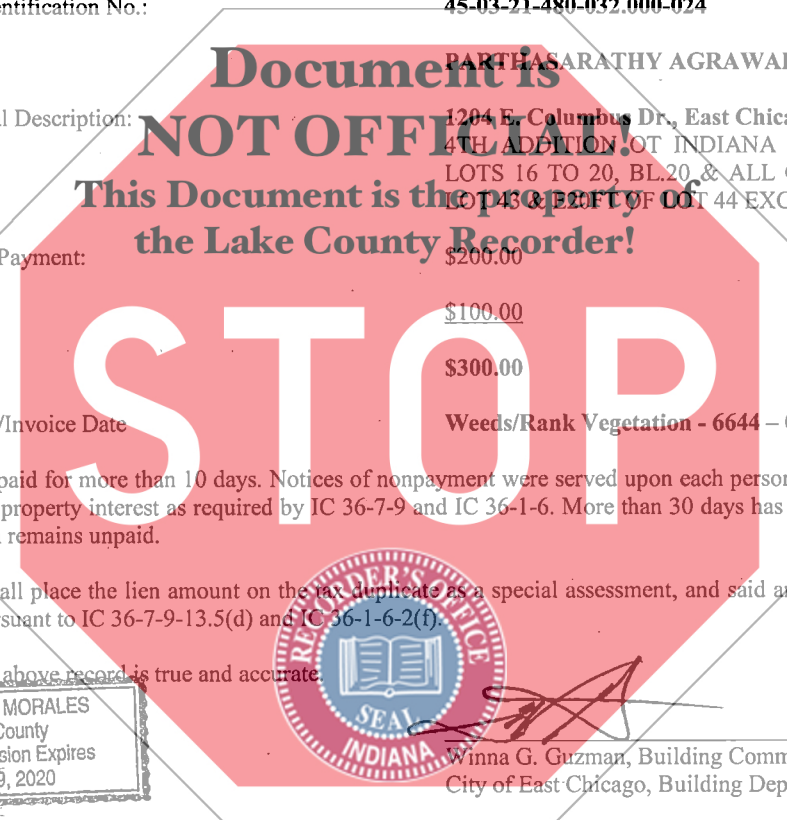 entification No.:
45-03-21-480-032.000-024
PARTHASARATHY AGRAWAL
Document is
NOT OFFICIAL!
This Document is the property of
the Lake County Recorder!
l Description:
1204 E. Columbus Dr., East Chica
4TH ADDITION OT INDIANA
LOTS 16 TO 20, BL.20 & ALL
LOT 43 & E20FT OF LOT 44 EXC
Payment:
$200.00
$100.00
$300.00
STOP
/Invoice Date
Weeds/Rank Vegetation - 6644 –
paid for more than 10 days. Notices of nonpayment were served upon each person
property interest as required by IC 36-7-9 and IC 36-1-6. More than 30 days has
remains unpaid.
all place the lien amount on the tax duplicate as a special assessment, and said a
rsuant to IC 36-7-9-13.5(d) and IC 36-1-6-2(f).
above record is true and accurate.
RECORDER'S OFFICE
SEAL
INDIANA
MORALES
County
sion Expires
9, 2020
Winna G. Guzman, Building Comm
City of East Chicago, Building Dep